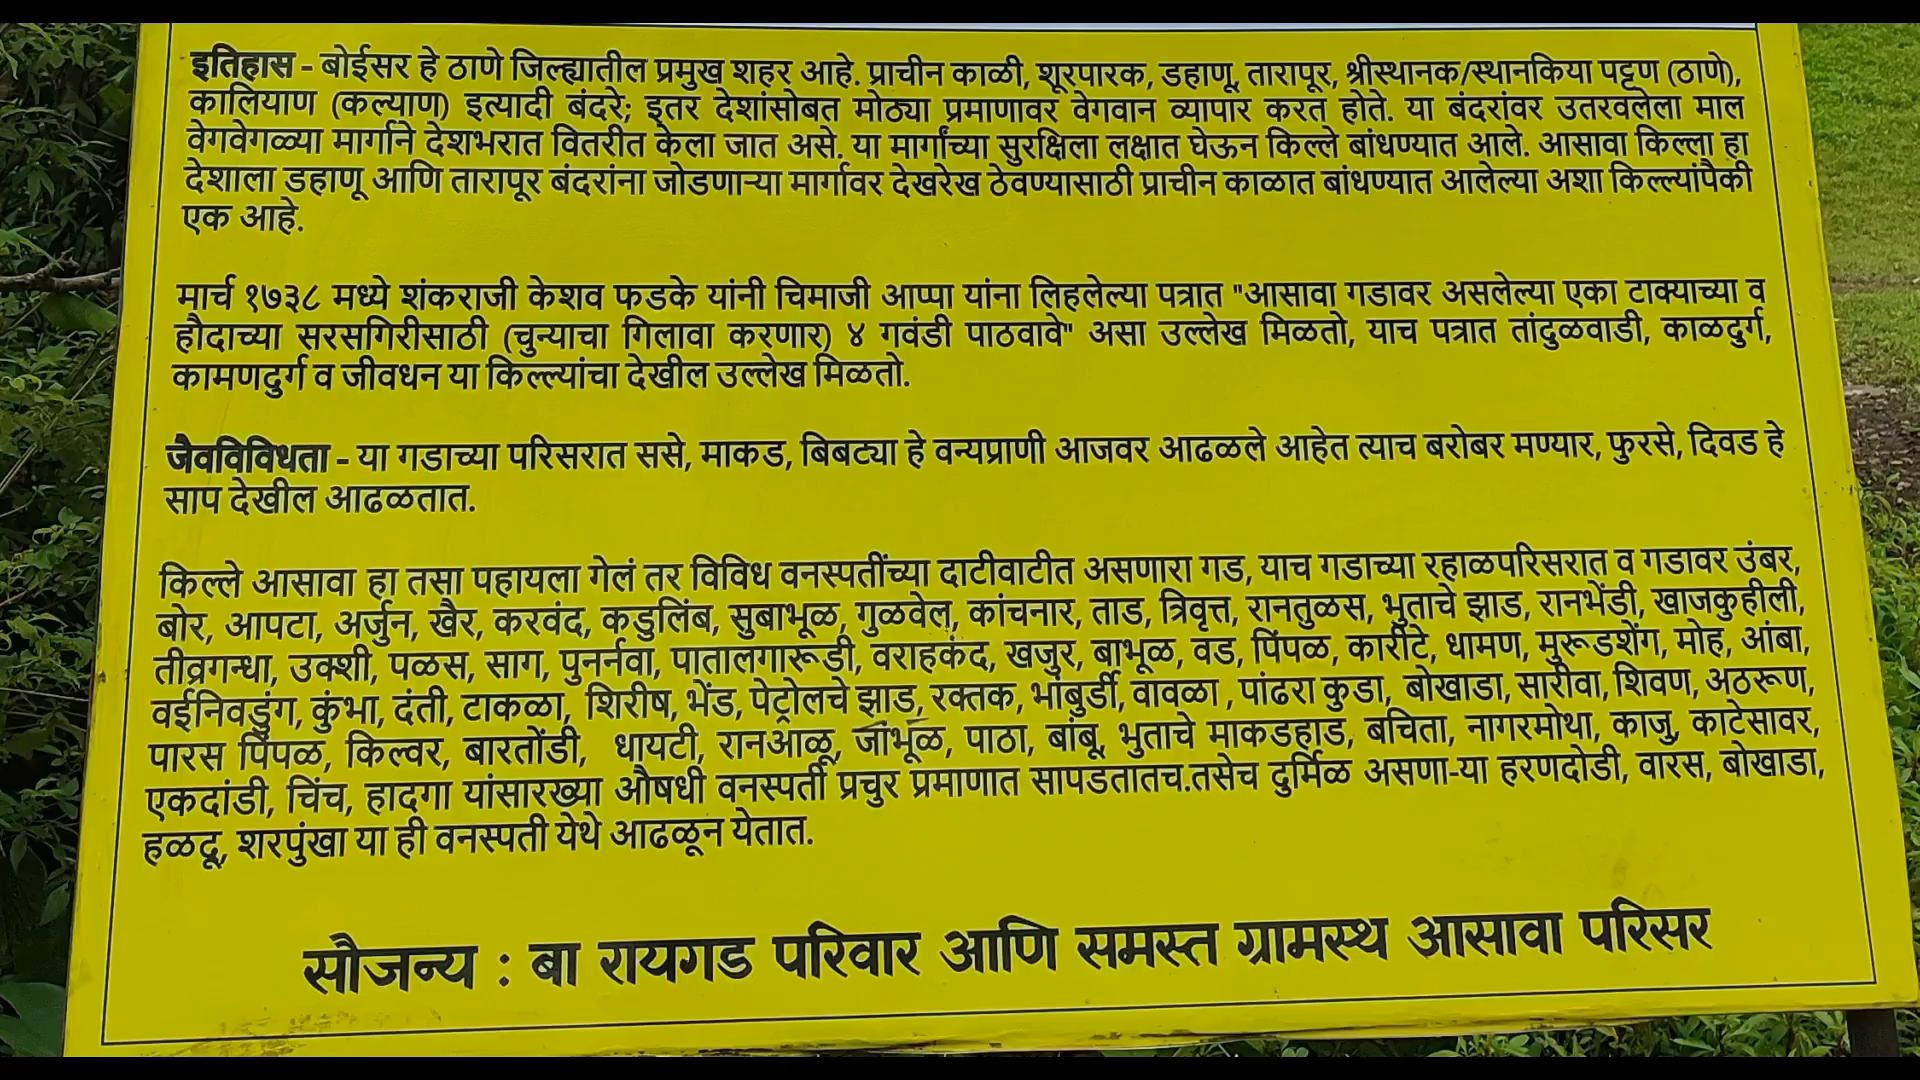 इतिहास - बोईसर हे ठाणे जिल्ह्यातील प्रमुख शहर आहे. प्राचीन काळी, शूरपारक, डहाणू, तारापूर, श्रीस्थानक/स्थानकिया पट्टण (ठाणे),
कालियाण (कल्याण) इत्यादी बंदरे; इतर देशांसोबत मोठ्या प्रमाणावर वेगवान व्यापार करत होते. या बंदरांवर उतरवलेला माल
वेगवेगळ्या मार्गाने देशभरात वितरीत केला जात असे. या मार्गांच्या सुरक्षिला लक्षात घेऊन किल्ले बांधण्यात आले. आसावा किल्ला हा
देशाला डहाणू आणि तारापूर बंदरांना जोडणाऱ्या मार्गावर देखरेख ठेवण्यासाठी प्राचीन काळात बांधण्यात आलेल्या अशा किल्ल्यांपैकी
एक आहे.
मार्च १७३८ मध्ये शंकराजी केशव फडके यांनी चिमाजी आप्पा यांना लिहलेल्या पत्रात "आसावा गडावर असलेल्या एका टाक्याच्या व
हौदाच्या सरसगिरीसाठी (चुन्याचा गिलावा करणार) ४ गवंडी पाठवावे" असा उल्लेख मिळतो, याच पत्रात तांदुळवाडी, काळदुर्ग,
कामणदुर्ग व जीवधन या किल्ल्यांचा देखील उल्लेख मिळतो.
जैवविविधता - या गडाच्या परिसरात ससे, माकड, बिबट्या हे वन्यप्राणी आजवर आढळले आहेत त्याच बरोबर मण्यार, फुरसे, दिवड हे
साप देखील आढळतात.
किल्ले आसावा हा तसा पहायला गेलं तर विविध वनस्पतींच्या दाटीवाटीत असणारा गड, याच गडाच्या रहाळपरिसरात व गडावर उंबर,
बोर, आपटा, अर्जुन, खैर, करवंद, कडुलिंब, सुबाभूळ, गुळवेल, कांचनार, ताड, त्रिवृत्त, रानतुळस, भुताचे झाड, रानभेंडी, खाजकुहीली,
तीव्रगन्धा, उक्शी, पळस, साग, पुनर्नवा, पातालगारूडी, वराहकंद, खजुर, बाभूळ, वड, पिंपळ, कारीटे, धामण, मुरूडशेंग, मोह, आंबा,
वईनिवडुंग, कुंभा, दंती, टाकळा, शिरीष, भेंड, पेट्रोलचे झाड, रक्तक, भांबुर्डी, वावळा , पांढरा कुडा, बोखाडा, सारीवा, शिवण, अठरूण,
पारस पिंपळ, किल्वर, बारतोंडी, धायटी, रानआळू, जांभूळ, पाठा, बांबू, भुताचे माकडहाड, बचिता, नागरमोथा, काजु, काटेसावर,
एकदांडी, चिंच, हादगा यांसारख्या औषधी वनस्पती प्रचुर प्रमाणात सापडतातच.तसेच दुर्मिळ असणा-या हरणदोडी, वारस, बोखाडा,
हळदू, शरपुंखा या ही वनस्पती येथे आढळून येतात.
सौजन्य : बा रायगड परिवार आणि समस्त ग्रामस्थ आसावा परिसर